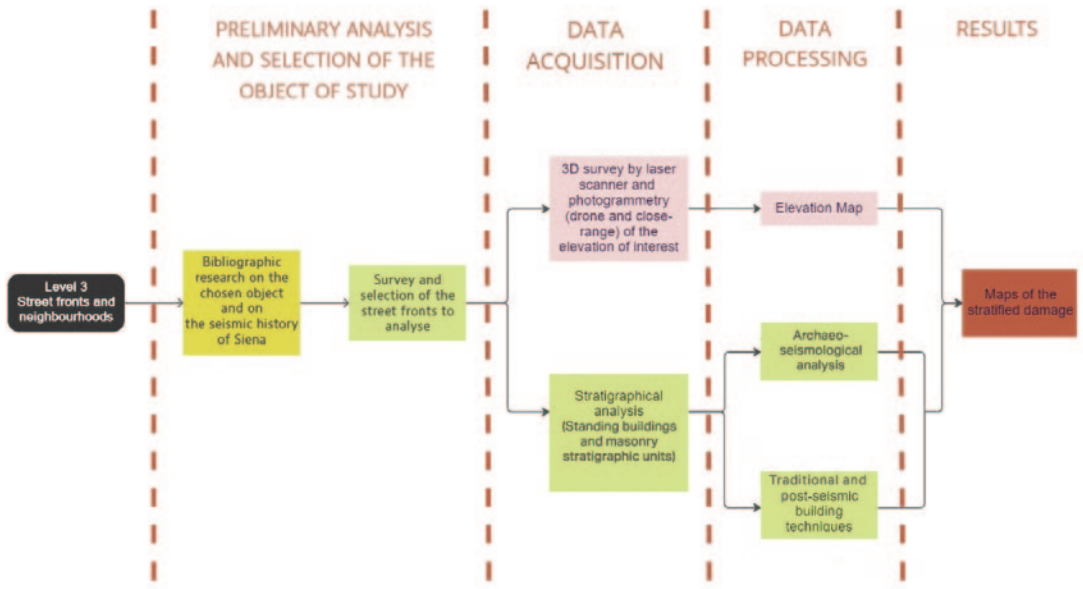 PRELIMINARY ANALYSIS
AND SELECTION OF THE
OBJECT OF STUDY
DATA
ACQUISITION
DATA
PROCESSING
RESULTS
Level 3
Street fronts and
neighbourhoods
Bibliographic
research on the
chosen object
and on
the seismic history
of Siena
Survey and
selection of the
street fronts to
analyse
3D survey by laser
scanner and
photogrammetry
(drone and close-
range) of the
elevation of interest
Stratigraphical
analysis
(Standing buildings
and masonry
stratigraphic units)
Elevation Map
Archaeo-
seismological
analysis
Traditional and
post-seismic
building
techniques
Maps of the
stratified damage